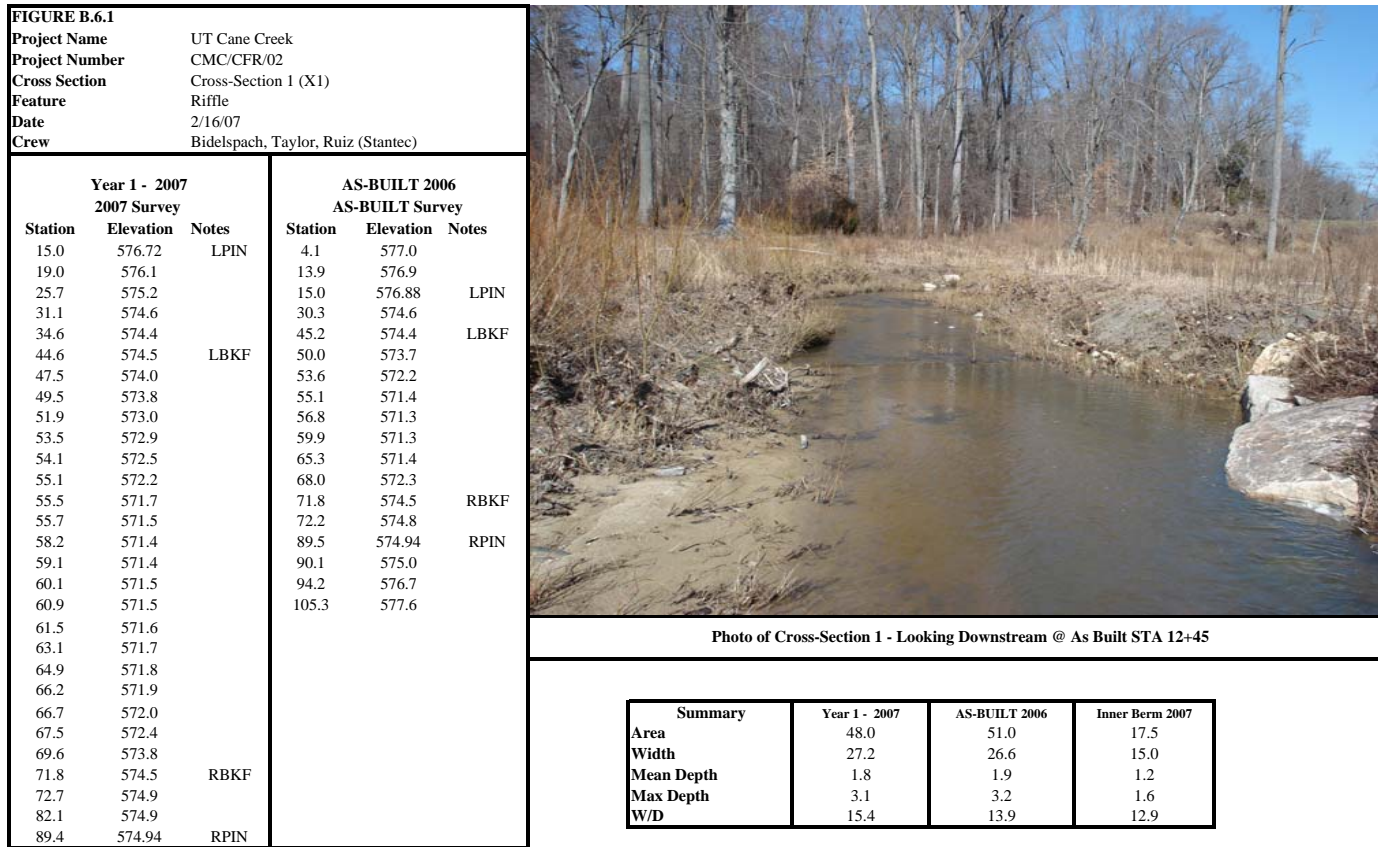 FIGURE B.6.1
Project Name UT Cane Creek
Project Number CMC/CFR/02
Cross Section Cross-Section 1 (X1)
Feature Riffle
Date 2/16/07
Crew Bidelspach, Taylor, Ruiz (Stantec)
Year 1 - 2007
2007 Survey
Station Elevation Notes
15.0 576.72 LPIN
19.0 576.1
25.7 575.2
31.1 574.6
34.6 574.4
44.6 574.5 LBKF
47.5 574.0
49.5 573.8
51.9 573.0
53.5 572.9
54.1 572.5
55.1 572.2
55.5 571.7
55.7 571.5
58.2 571.4
59.1 571.4
60.1 571.5
60.9 571.5
61.5 571.6
63.1 571.7
64.9 571.8
66.2 571.9
66.7 572.0
67.5 572.4
69.6 573.8
71.8 574.5 RBKF
72.7 574.9
82.1 574.9
89.4 574.94 RPIN
AS-BUILT 2006
AS-BUILT Survey
Station Elevation Notes
4.1 577.0
13.9 576.9
15.0 576.88 LPIN
30.3 574.6
45.2 574.4 LBKF
50.0 573.7
53.6 572.2
55.1 571.4
56.8 571.3
59.9 571.3
65.3 571.4
68.0 572.3
71.8 574.5 RBKF
72.2 574.8
89.5 574.94 RPIN
90.1 575.0
94.2 576.7
105.3 577.6
Photo of Cross-Section 1 - Looking Downstream @ As Built STA 12+45
Summary Year 1 - 2007 AS-BUILT 2006 Inner Berm 2007
Area 48.0 51.0 17.5
Width 27.2 26.6 15.0
Mean Depth 1.8 1.9 1.2
Max Depth 3.1 3.2 1.6
W/D 15.4 13.9 12.9